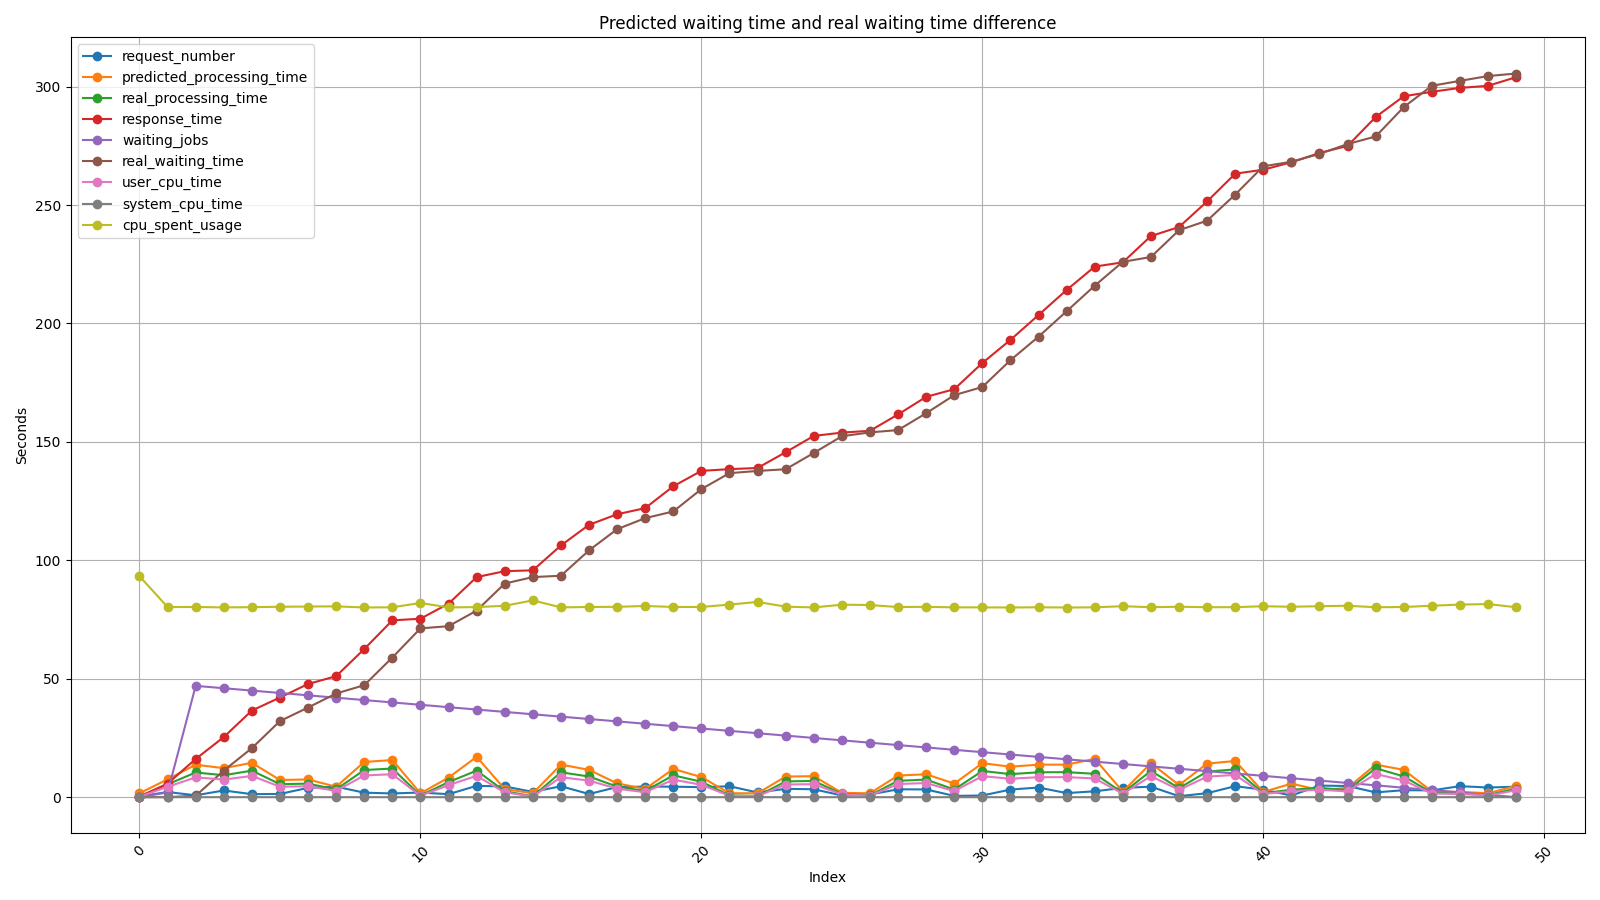 Predicted waiting time and real waiting time difference
request_number
predicted_processing_time
real_processing_time
response_time
waiting_jobs
real_waiting_time
user_cpu_time
system_cpu_time
cpu_spent_usage
300
250
200
150
100
50
0
Seconds
0
10
20
30
40
50
Index